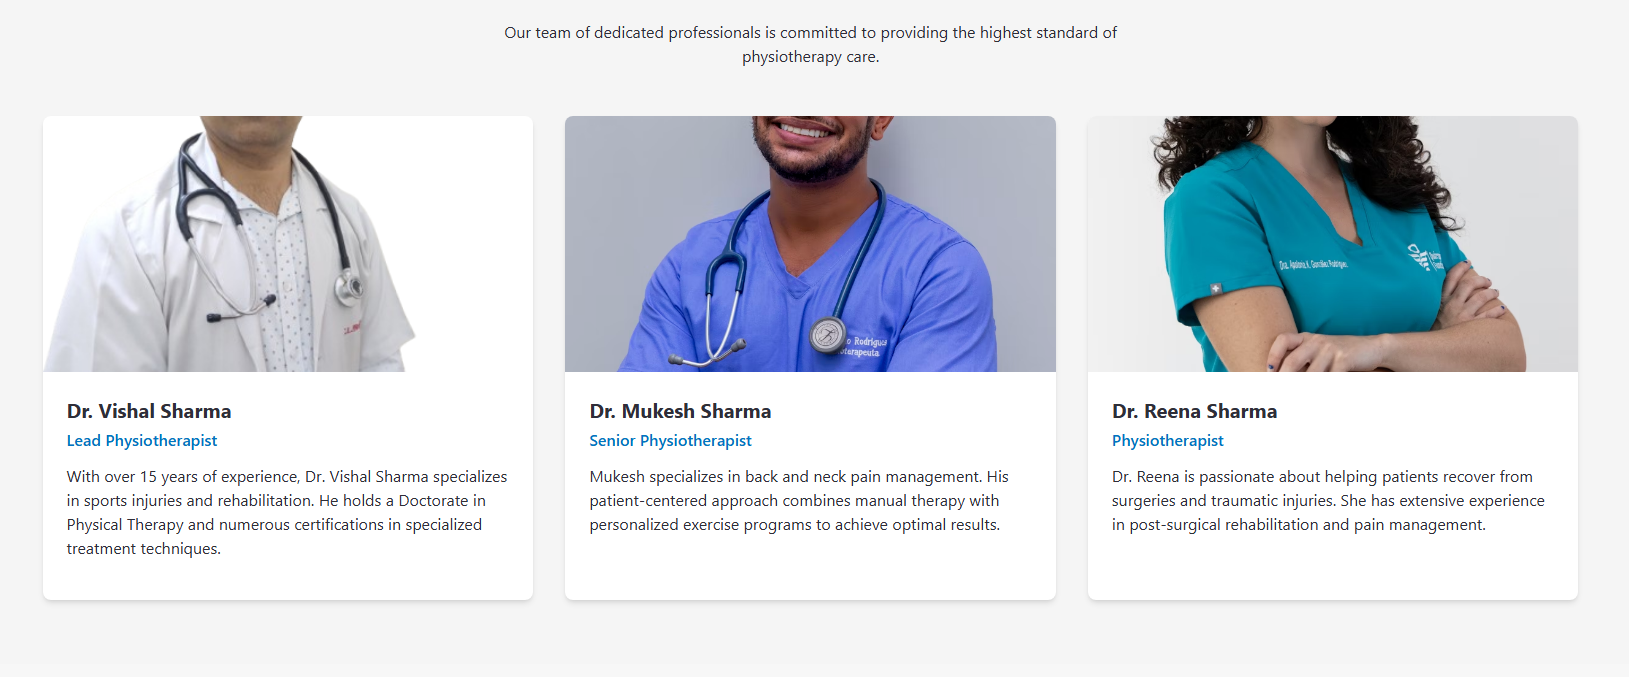 Our team of dedicated professionals is committed to providing the highest standard of
physiotherapy care.
Dr. Vishal Sharma
Lead Physiotherapist
With over 15 years of experience, Dr. Vishal Sharma specializes
in sports injuries and rehabilitation. He holds a Doctorate in
Physical Therapy and numerous certifications in specialized
treatment techniques.
Dr. Mukesh Sharma
Senior Physiotherapist
Mukesh specializes in back and neck pain management. His
patient-centered approach combines manual therapy with
personalized exercise programs to achieve optimal results.
Dr. Reena Sharma
Physiotherapist
Dr. Reena is passionate about helping patients recover from
surgeries and traumatic injuries. She has extensive experience
in post-surgical rehabilitation and pain management.